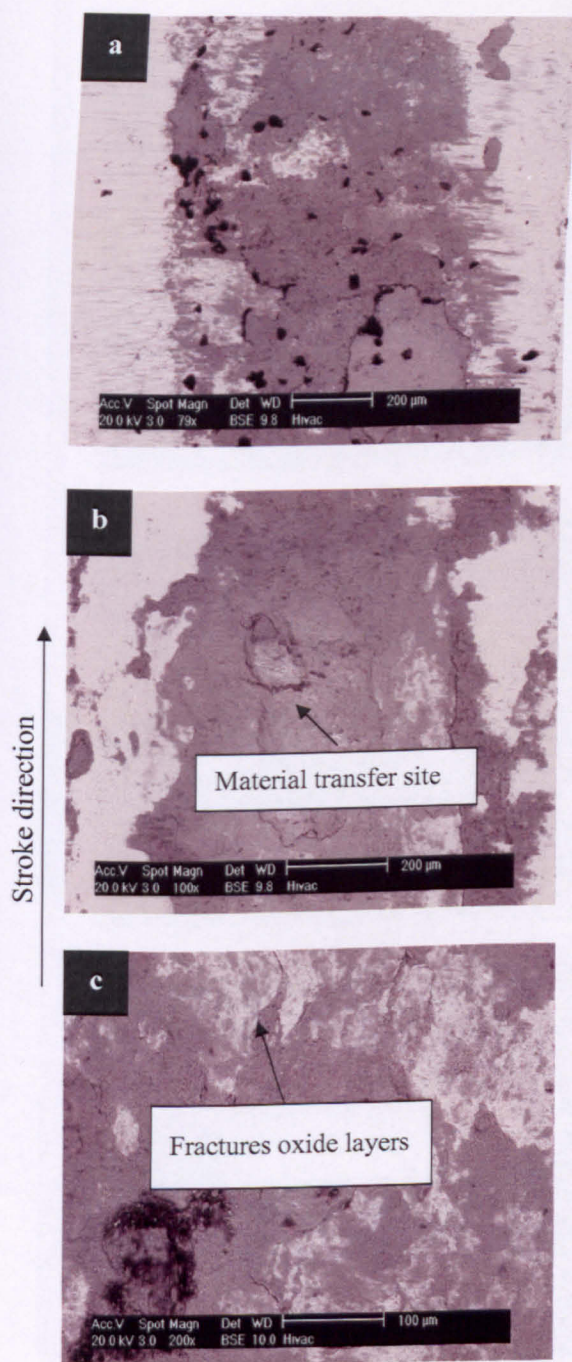 a
Acc.V Spot Magn Det WD 200 µm
20.0 kV 3.0 79x BSE 9.8 Hivac
b
Stroke direction
Material transfer site
Acc.V Spot Magn Det WD 200 µm
20.0 kV 3.0 100x BSE 9.8 Hivac
c
Fractures oxide layers
Acc.V Spot Magn Det WD 100 µm
20.0 kV 3.0 200x BSE 10.0 Hivac